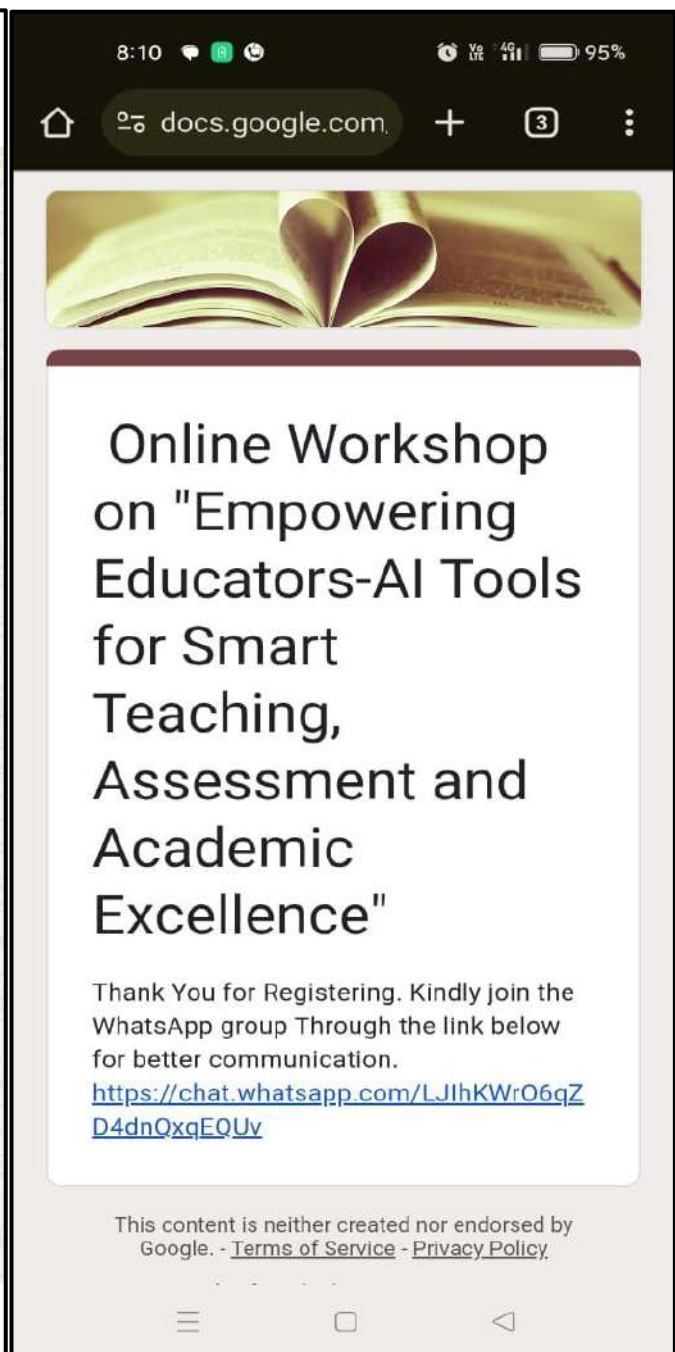 8:10
Vo
LTE
4G
95%
docs.google.com
3
Online Workshop
on "Empowering
Educators-AI Tools
for Smart
Teaching,
Assessment and
Academic
Excellence"
Thank You for Registering. Kindly join the
WhatsApp group Through the link below
for better communication.
https://chat.whatsapp.com/LJIhKWrO6qZ
D4dnQxqEQUv
This content is neither created nor endorsed by
Google. - Terms of Service - Privacy Policy